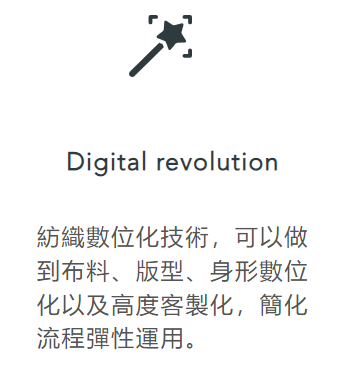 Digital revolution
紡織數位化技術，可以做
到布料、版型、身形數位
化以及高度客製化，簡化
流程彈性運用。